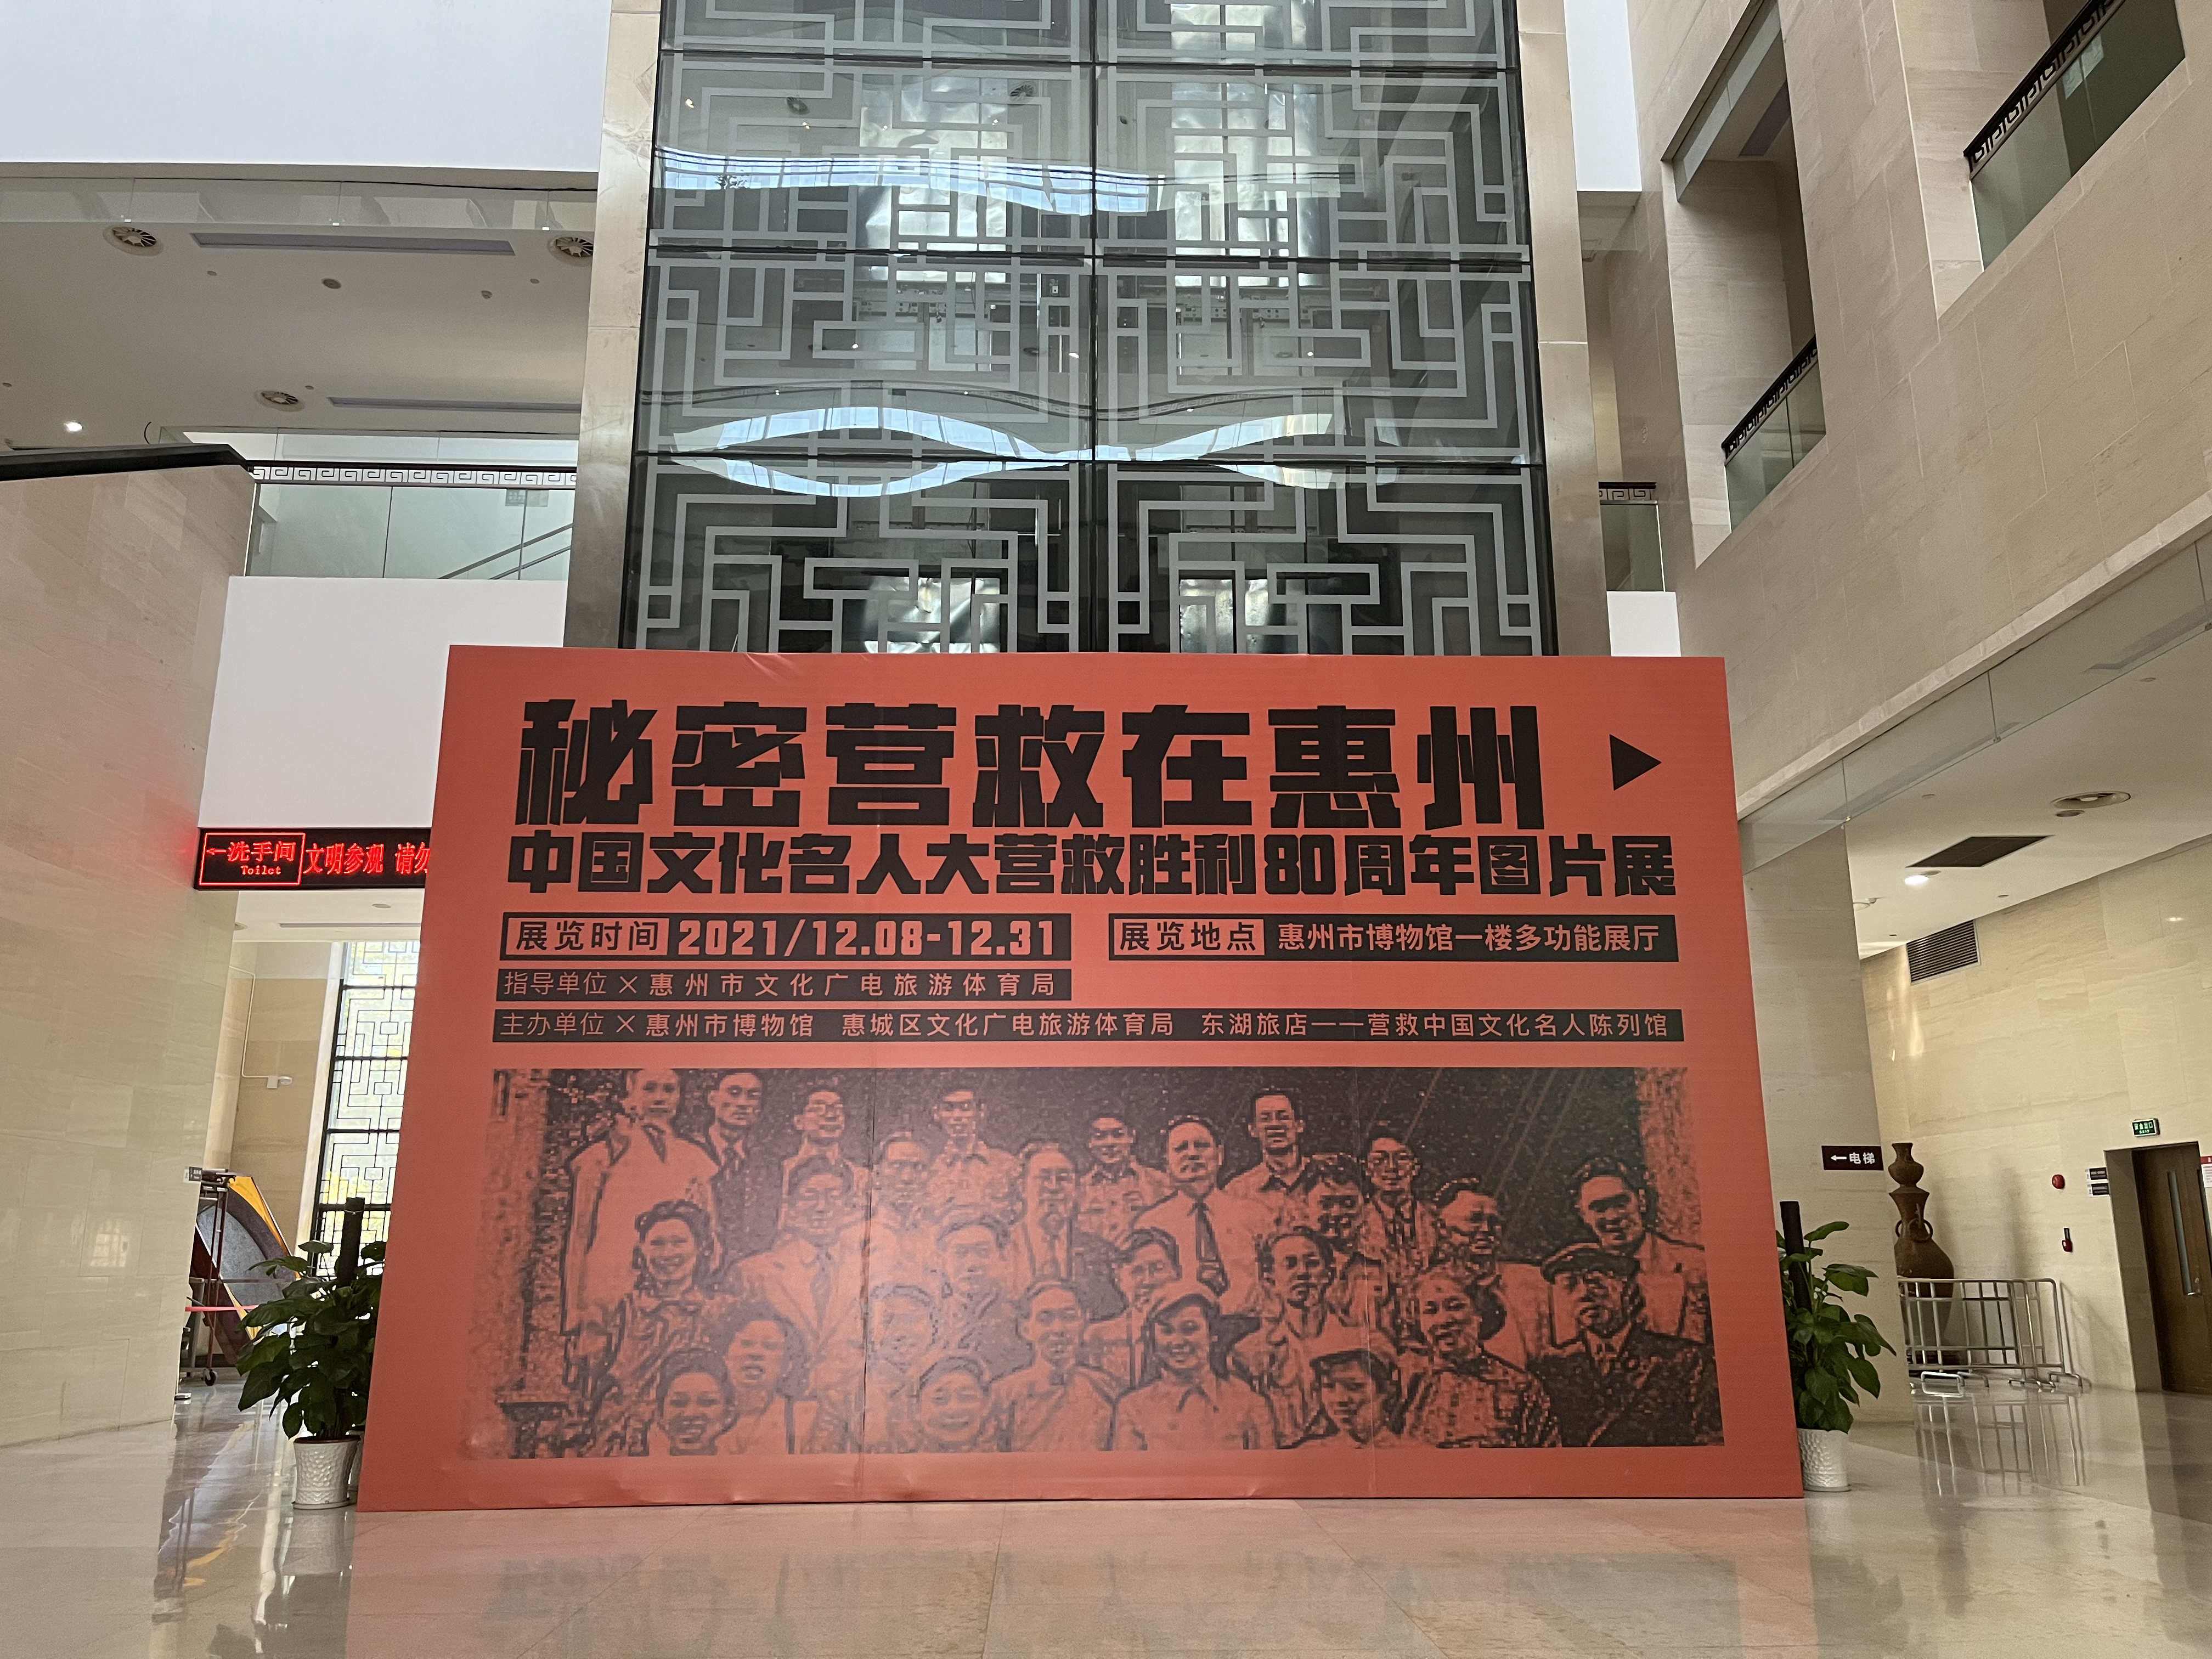 秘密营救在惠州
中国文化名人大营救胜利80周年图片展
展览时间 2021/12.08-12.31 展览地点 惠州市博物馆一楼多功能展厅
指导单位×惠州市文化广电旅游体育局
主办单位×惠州市博物馆 惠城区文化广电旅游体育局 东湖旅店——营救中国文化名人陈列馆
←洗手间 文明参观 请勿
Toilet
←电梯